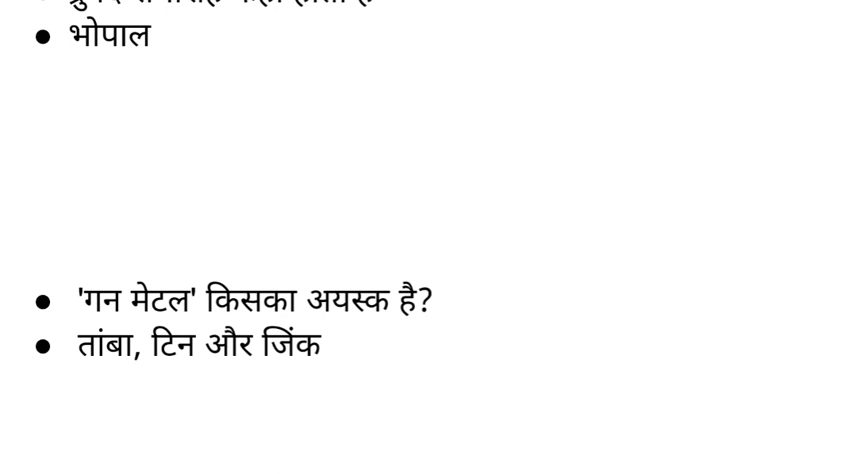 ● भोपाल
● 'गन मेटल' किसका अयस्क है?
● तांबा, टिन और जिंक